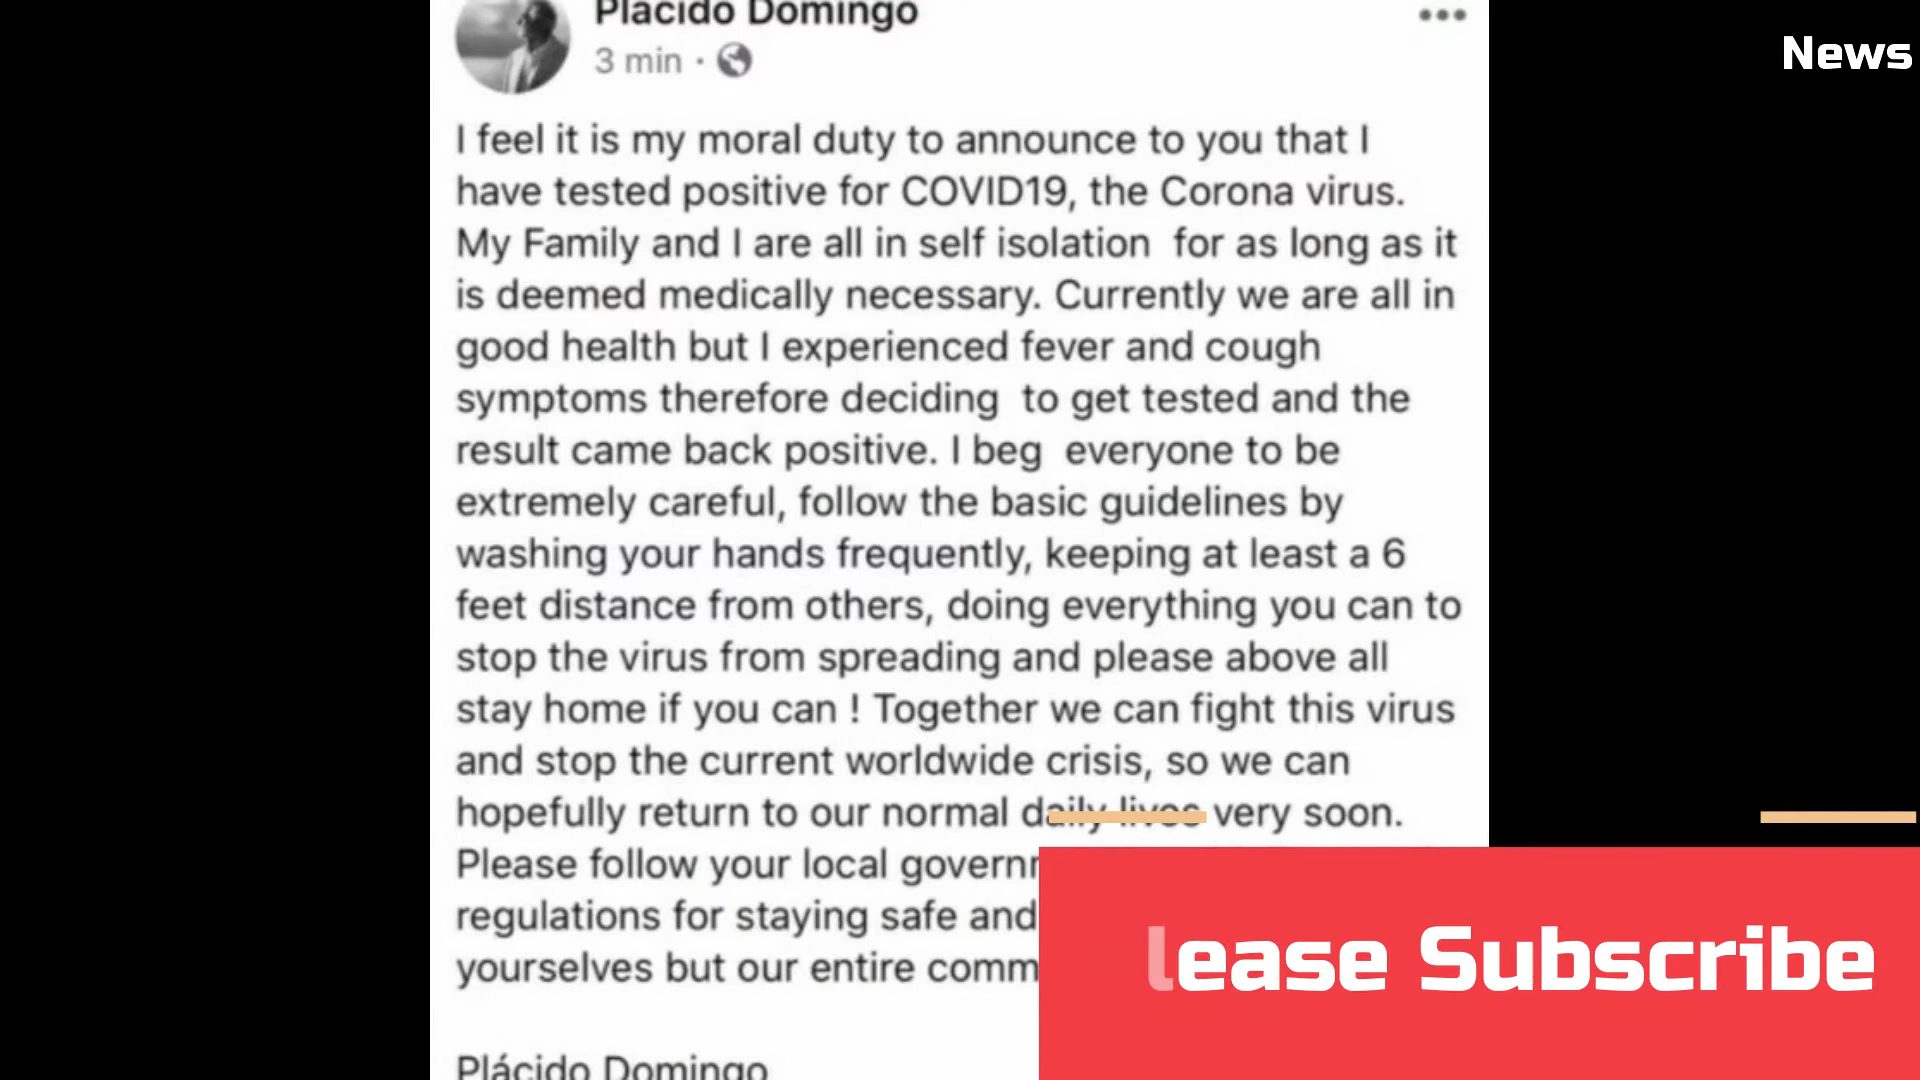 Plácido Domingo
News
3 min ·
I feel it is my moral duty to announce to you that I
have tested positive for COVID19, the Corona virus.
My Family and I are all in self isolation for as long as it
is deemed medically necessary. Currently we are all in
good health but I experienced fever and cough
symptoms therefore deciding to get tested and the
result came back positive. I beg everyone to be
extremely careful, follow the basic guidelines by
washing your hands frequently, keeping at least a 6
feet distance from others, doing everything you can to
stop the virus from spreading and please above all
stay home if you can ! Together we can fight this virus
and stop the current worldwide crisis, so we can
hopefully return to our normal daily lives very soon.
Please follow your local
regulations for staying safe and
yourselves but our entire
lease Subscribe
Plácido Domingo